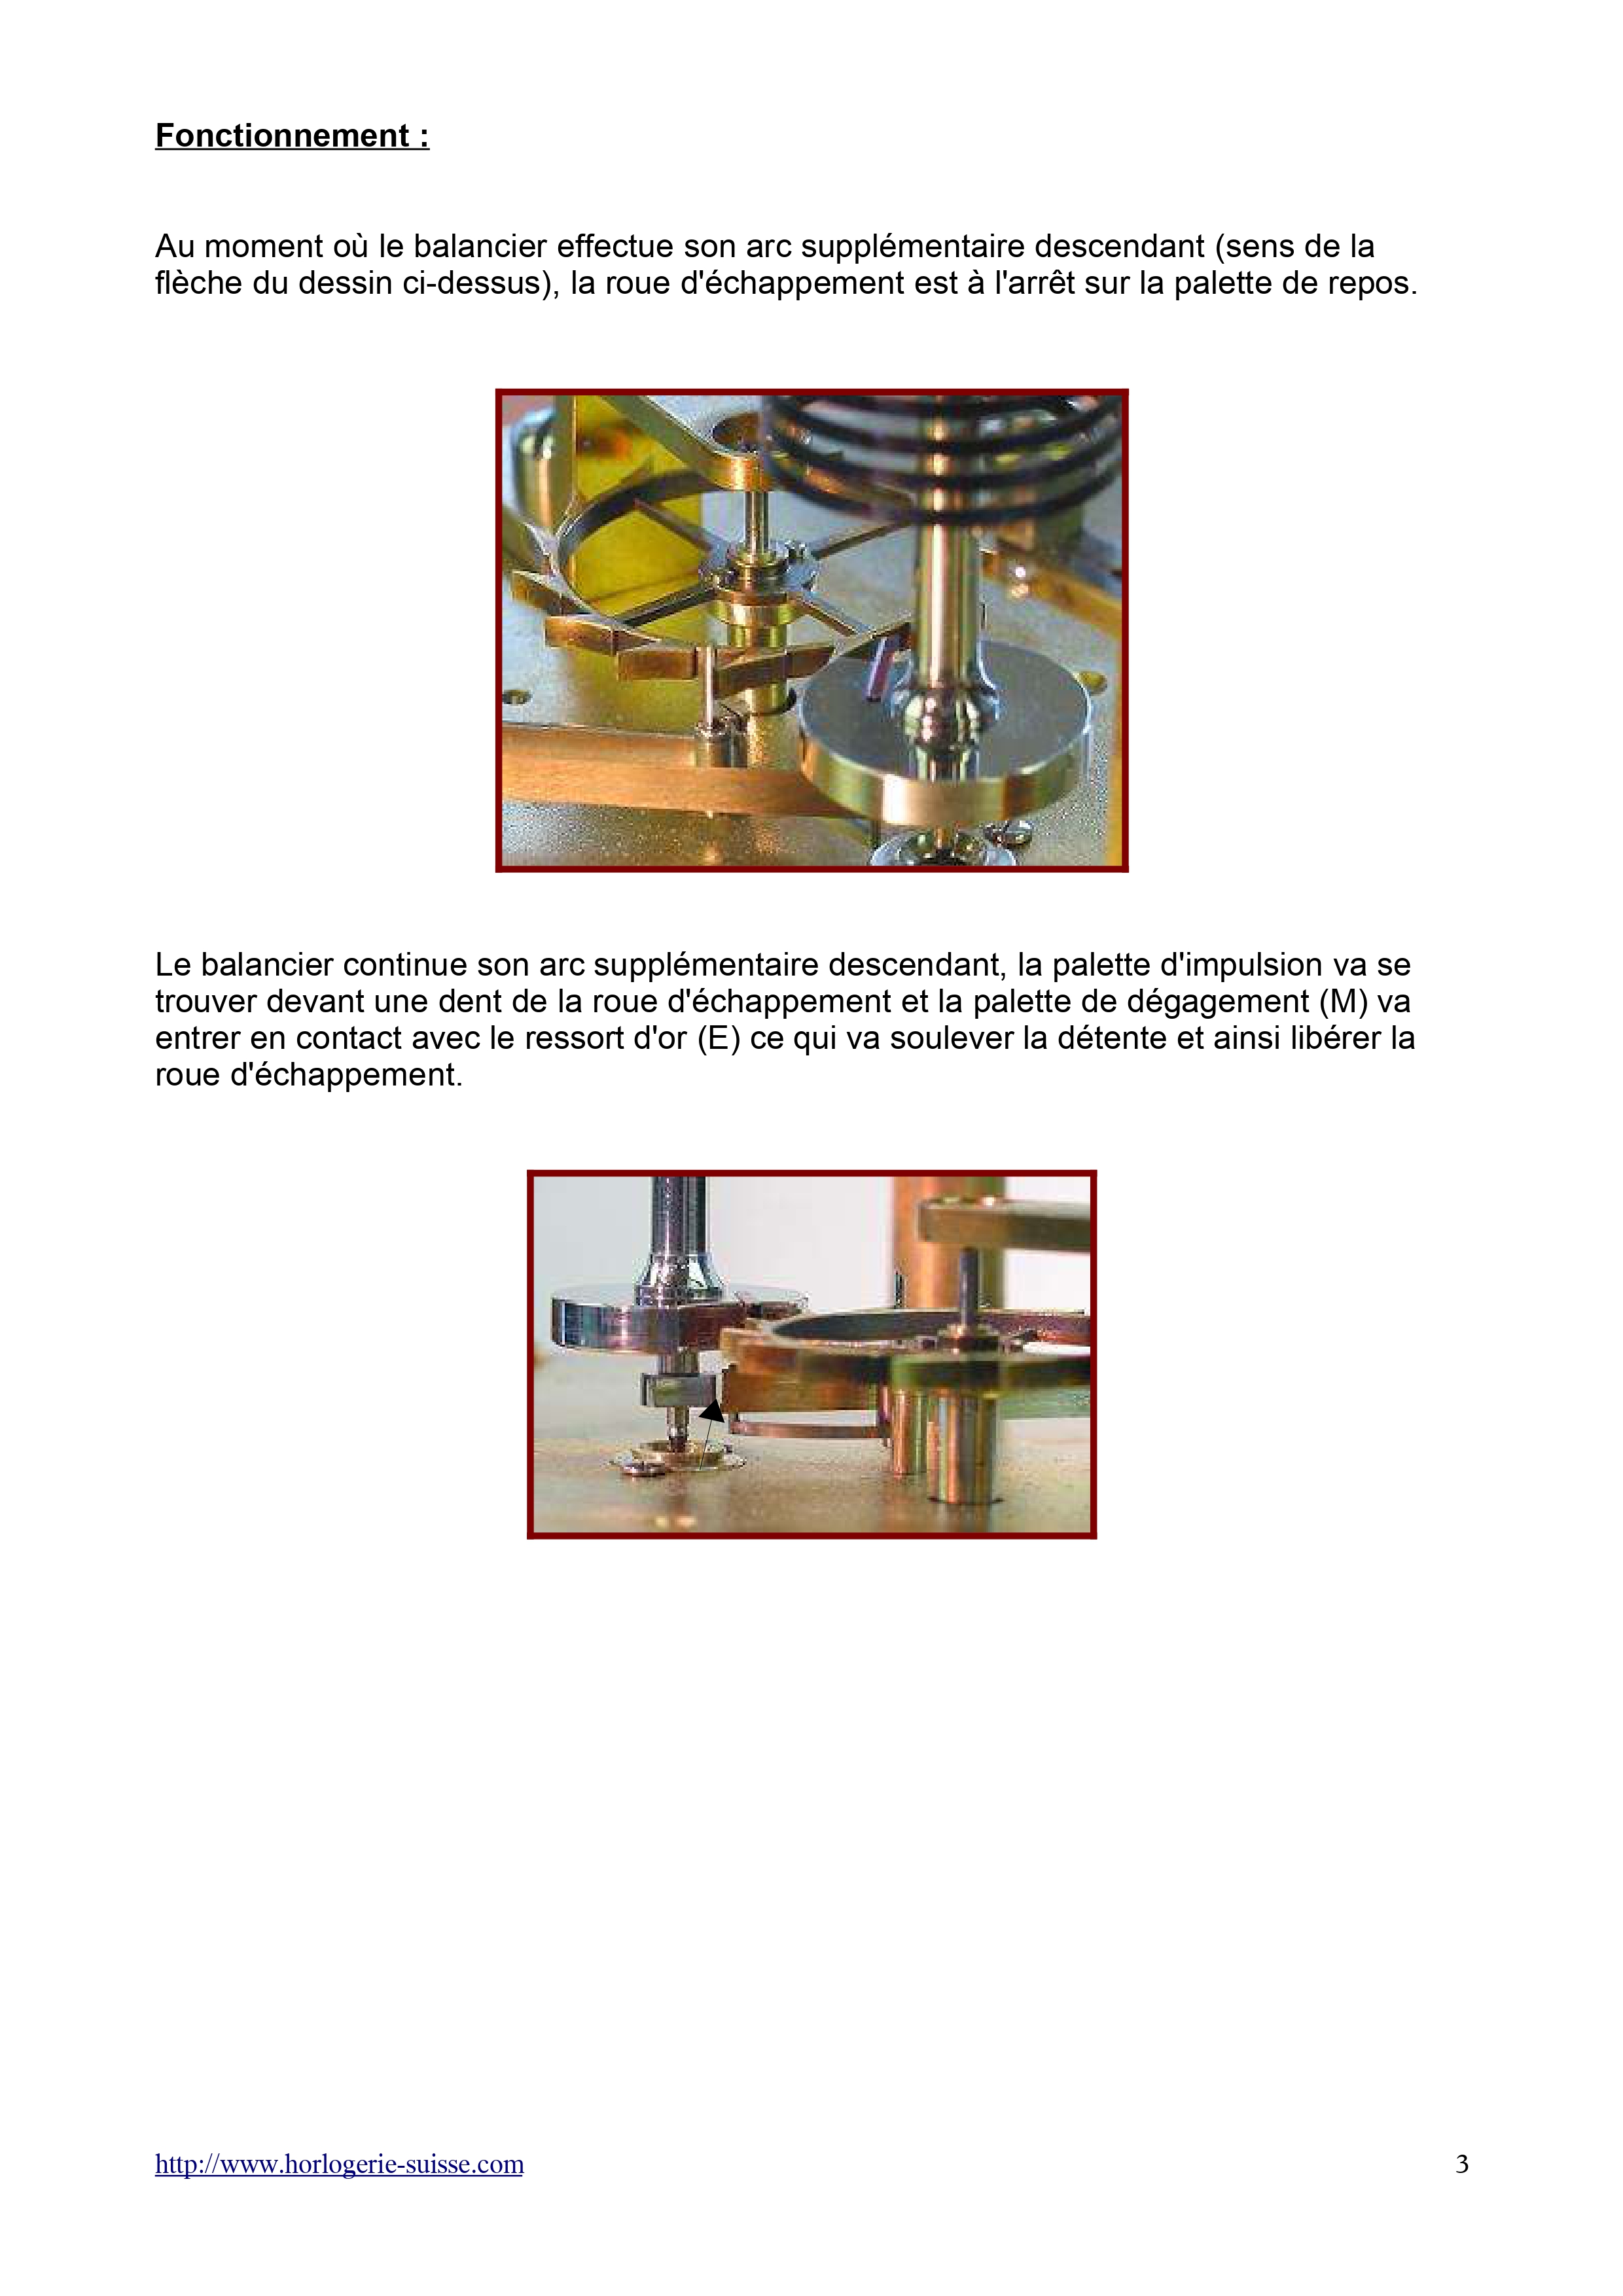 Fonctionnement :
Au moment où le balancier effectue son arc supplémentaire descendant (sens de la
flèche du dessin ci-dessus), la roue d'échappement est à l'arrêt sur la palette de repos.
Le balancier continue son arc supplémentaire descendant, la palette d'impulsion va se
trouver devant une dent de la roue d'échappement et la palette de dégagement (M) va
entrer en contact avec le ressort d'or (E) ce qui va soulever la détente et ainsi libérer la
roue d'échappement.
http://www.horlogerie-suisse.com 3